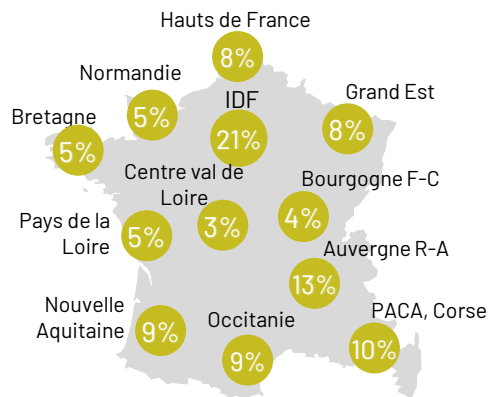 Hauts de France
8%
Normandie
5%
IDF
21%
Grand Est
8%
Bretagne
5%
Centre val de
Loire
3%
Bourgogne F-C
4%
Pays de la
Loire
5%
Auvergne R-A
13%
Nouvelle
Aquitaine
9%
Occitanie
9%
PACA, Corse
10%